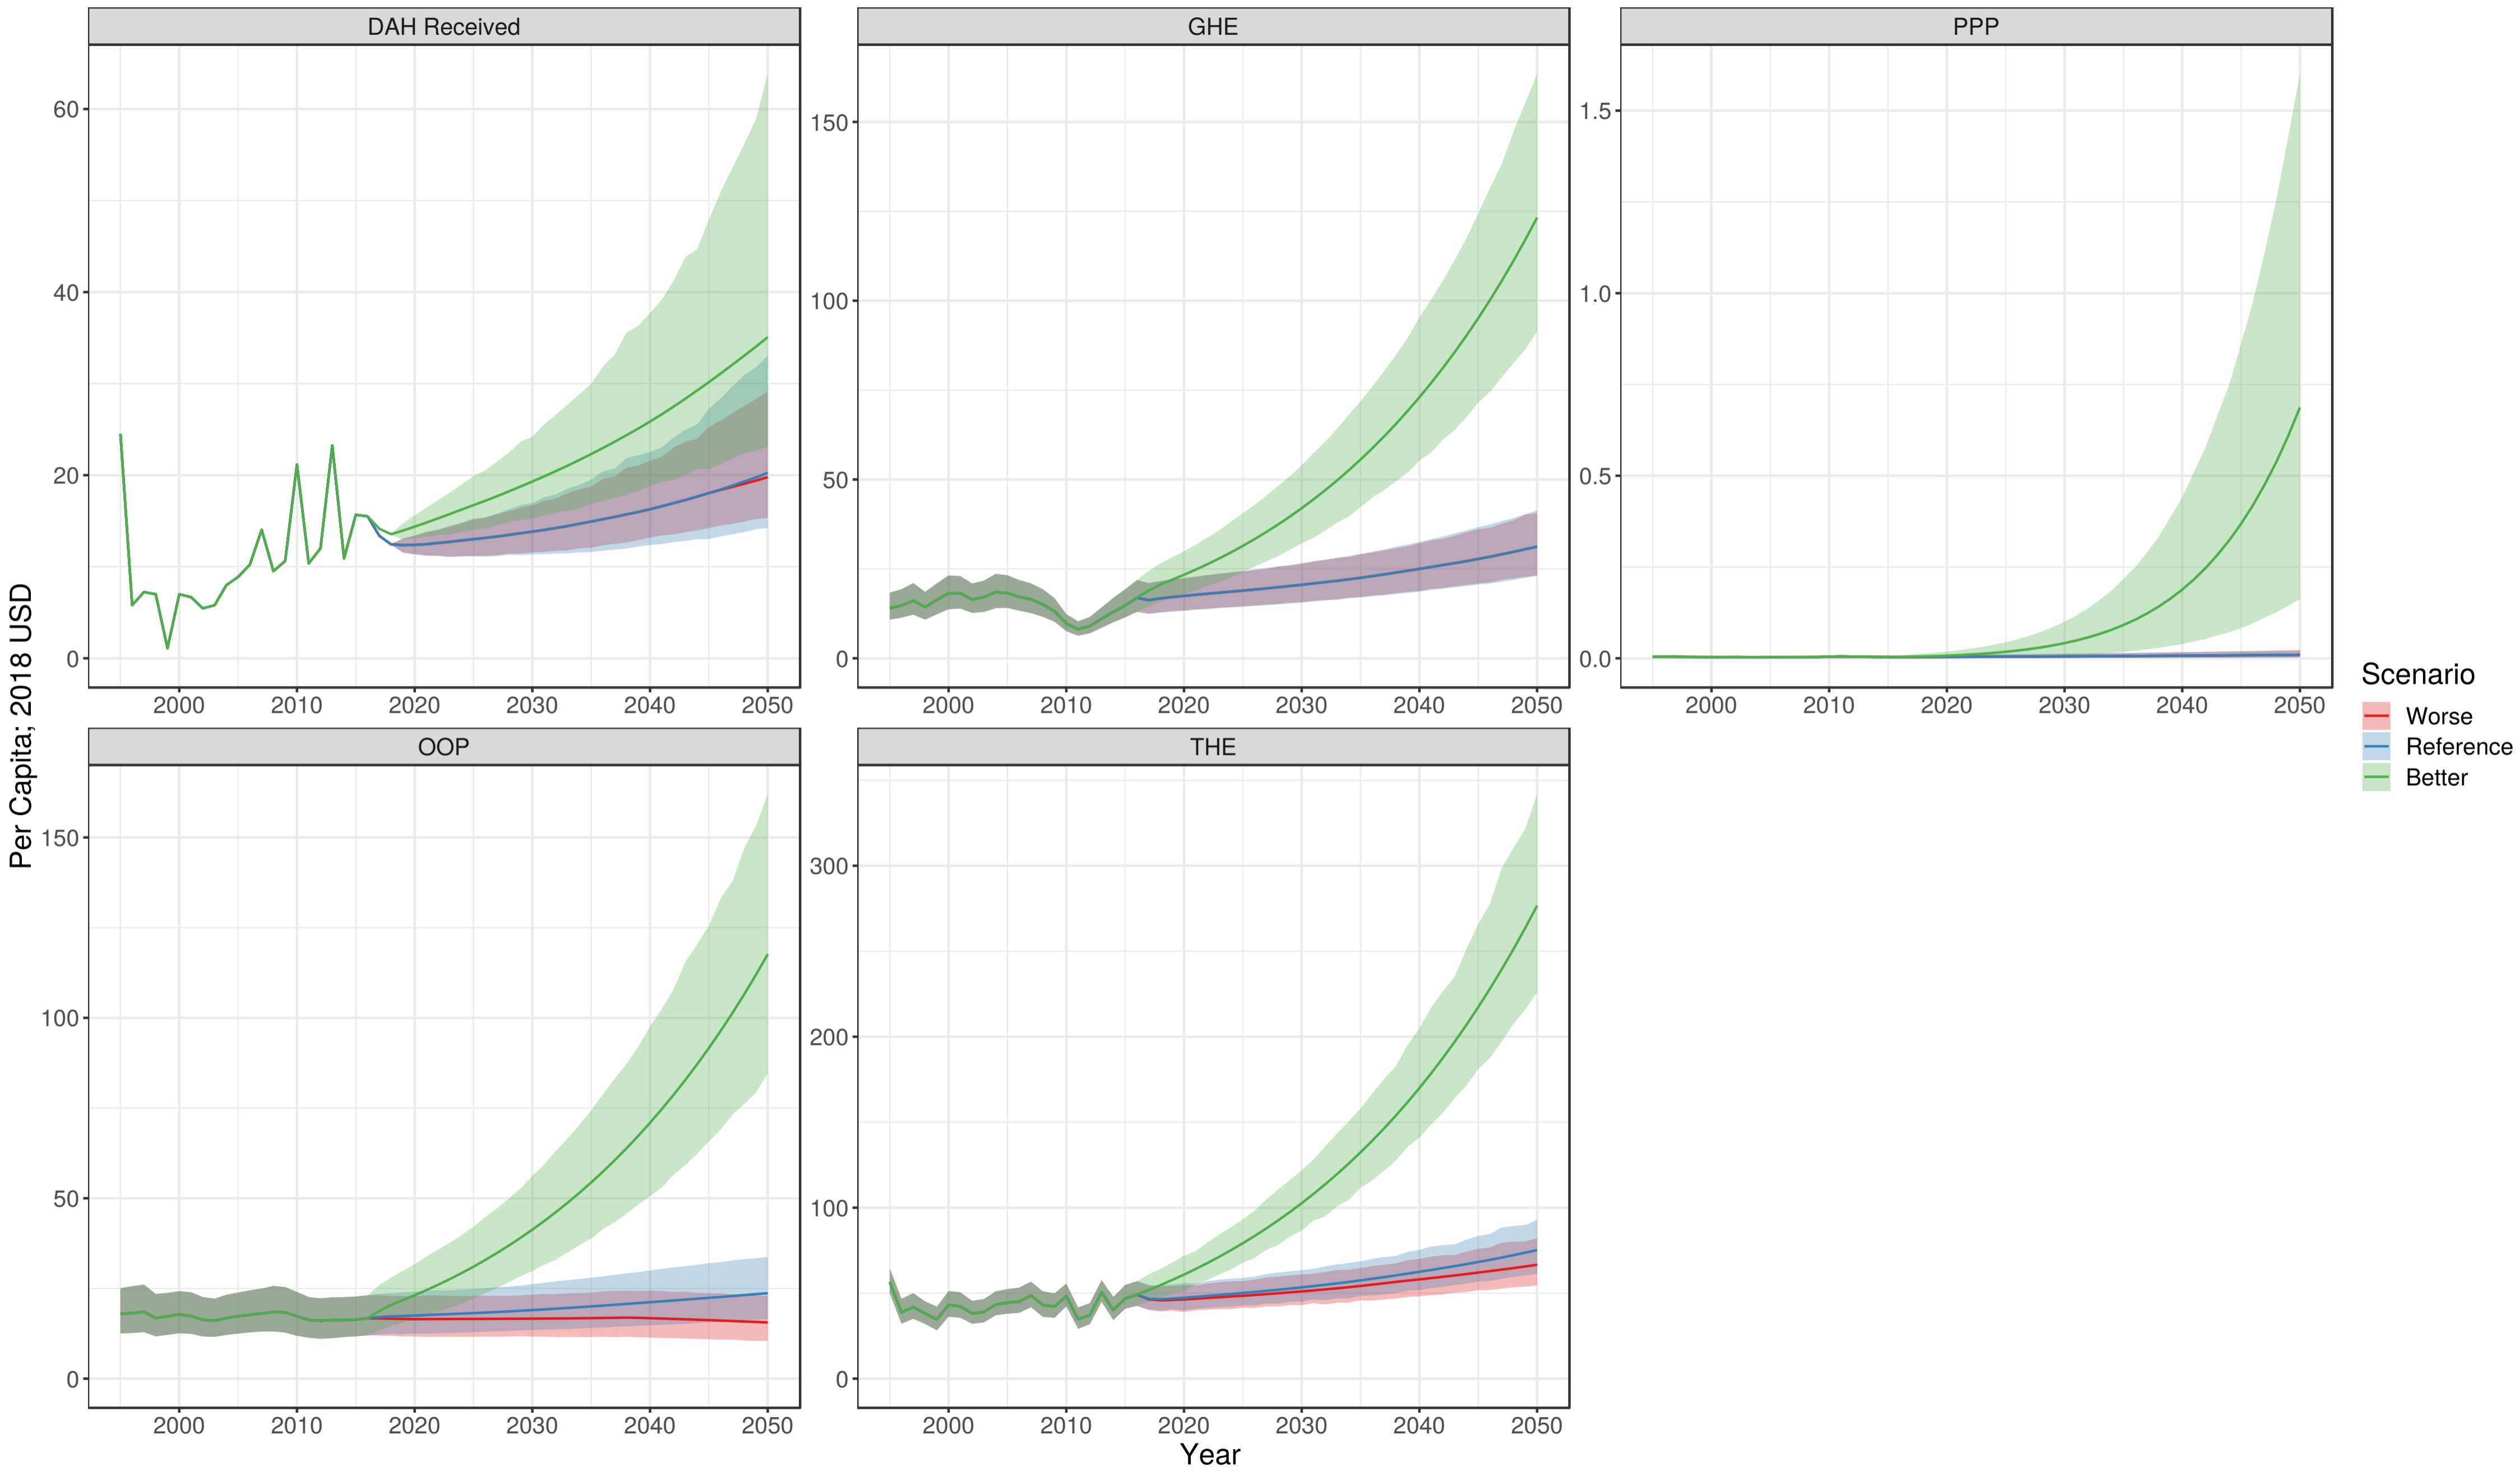 DAH Received
GHE
PPP
60
40
20
0
150
100
50
0
1.5
1.0
0.5
0.0
2000 2010 2020 2030 2040 2050
2000 2010 2020 2030 2040 2050
2000 2010 2020 2030 2040 2050
Per Capita; 2018 USD
OOP
THE
150
100
50
0
300
200
100
0
2000 2010 2020 2030 2040 2050
2000 2010 2020 2030 2040 2050
Year
Scenario
Worse
Reference
Better